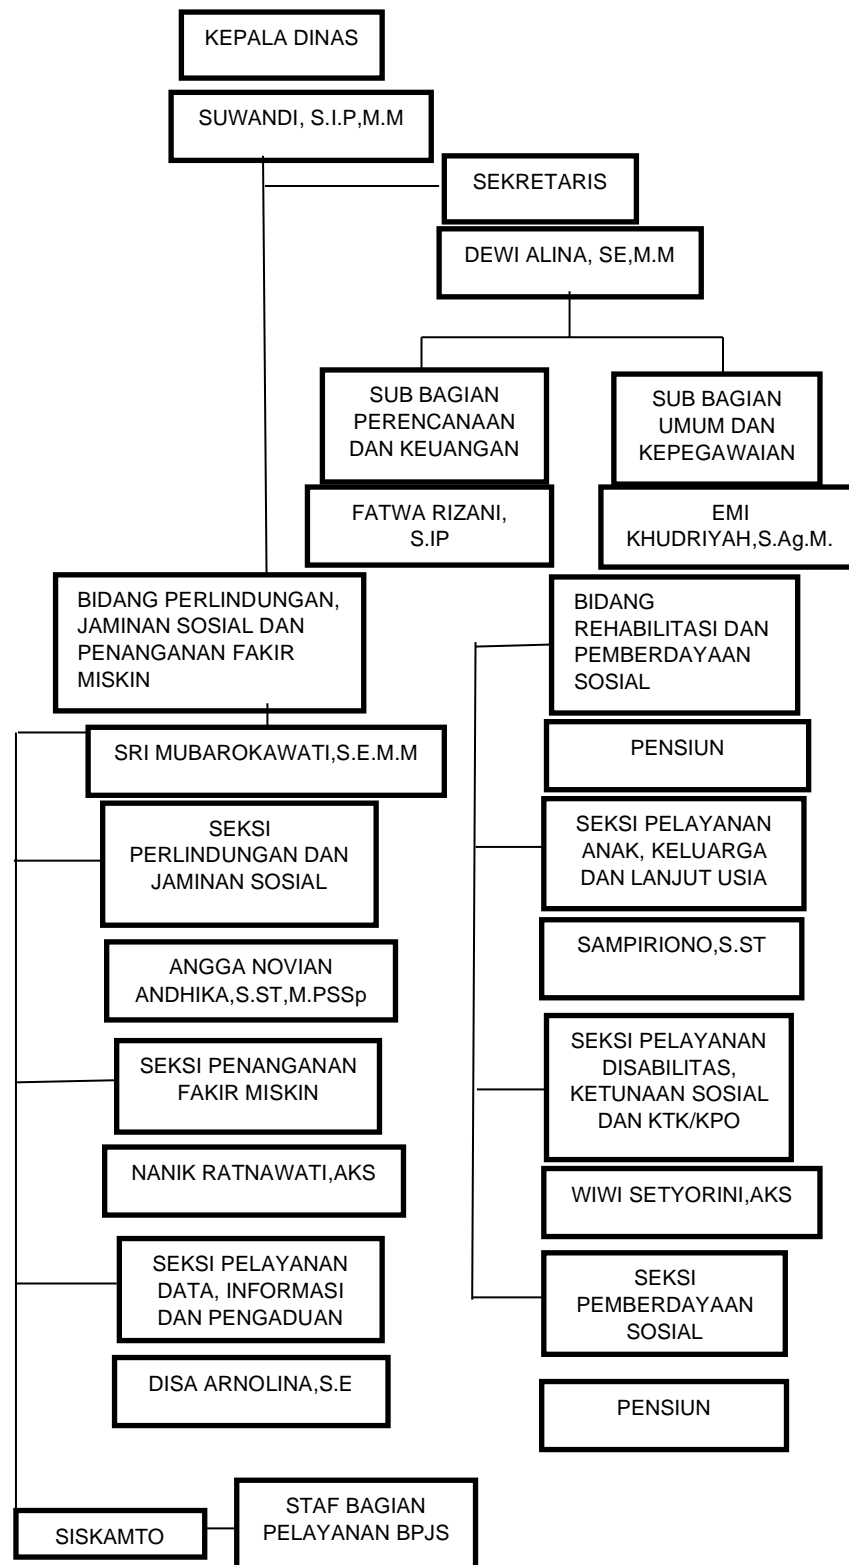 KEPALA DINAS
SUWANDI, S.I.P,M.M
SEKRETARIS
DEWI ALINA, SE,M.M
SUB BAGIAN
PERENCANAAN
DAN KEUANGAN
SUB BAGIAN
UMUM DAN
KEPEGAWAIAN
FATWA RIZANI,
S.IP
EMI
KHUDRIYAH,S.Ag.M.
BIDANG PERLINDUNGAN,
JAMINAN SOSIAL DAN
PENANGANAN FAKIR
MISKIN
SRI MUBAROKAWATI,S.E.M.M
SEKSI
PERLINDUNGAN DAN
JAMINAN SOSIAL
ANGGA NOVIAN
ANDHIKA,S.ST,M.PSSp
SEKSI PENANGANAN
FAKIR MISKIN
NANIK RATNAWATI,AKS
SEKSI PELAYANAN
DATA, INFORMASI
DAN PENGADUAN
DISA ARNOLINA,S.E
SISKAMTO
STAF BAGIAN
PELAYANAN BPJS
BIDANG
REHABILITASI DAN
PEMBERDAYAAN
SOSIAL
PENSIUN
SEKSI PELAYANAN
ANAK, KELUARGA
DAN LANJUT USIA
SAMPIRIONO,S.ST
SEKSI PELAYANAN
DISABILITAS,
KETUNAAN SOSIAL
DAN KTK/KPO
WIWI SETYORINI,AKS
SEKSI
PEMBERDAYAAN
SOSIAL
PENSIUN